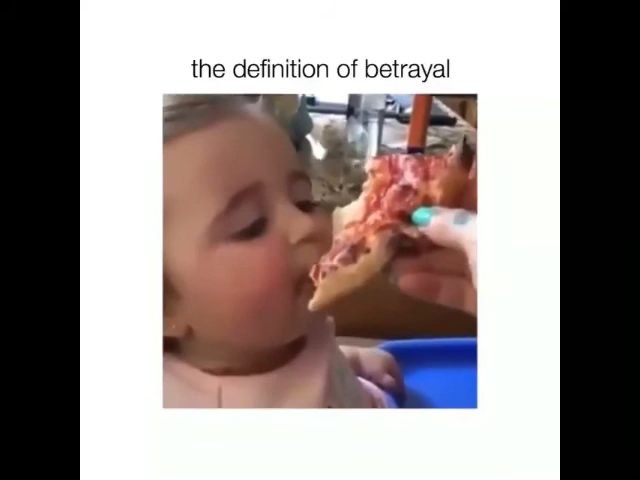 the definition of betrayal